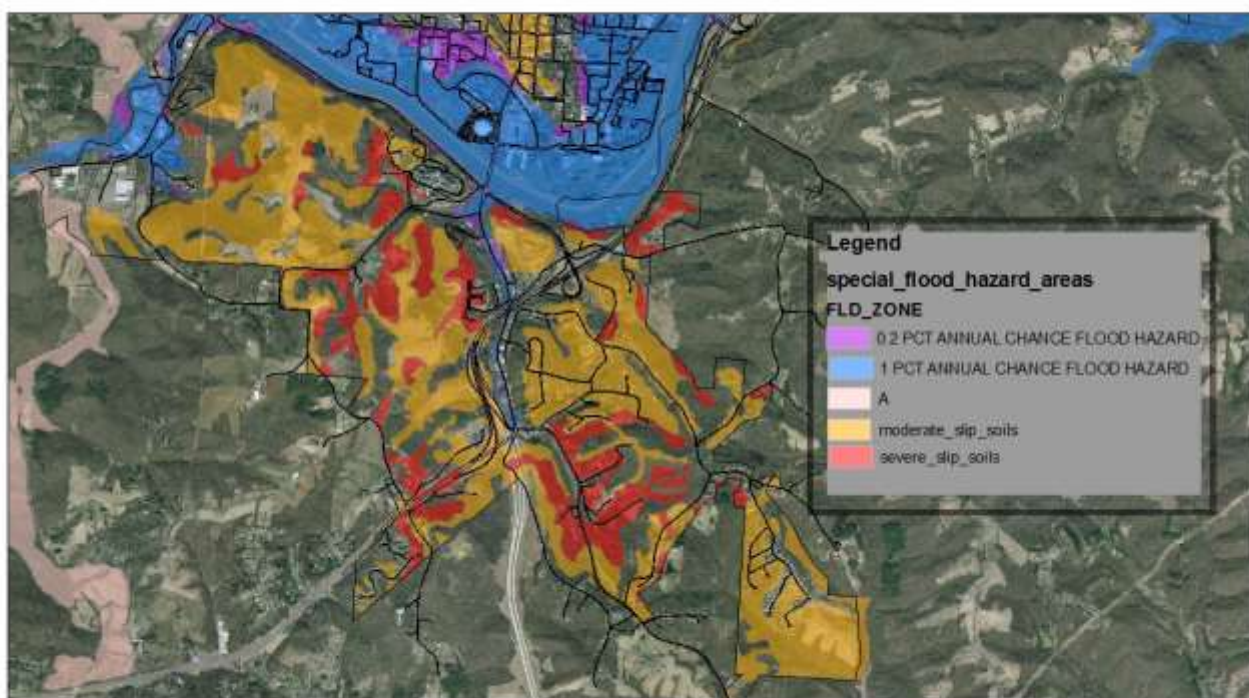 Legend
special_flood_hazard_areas
FLD_ZONE
0.2 PCT ANNUAL CHANCE FLOOD HAZARD
1 PCT ANNUAL CHANCE FLOOD HAZARD
A
moderate_slip_soils
severe_slip_soils